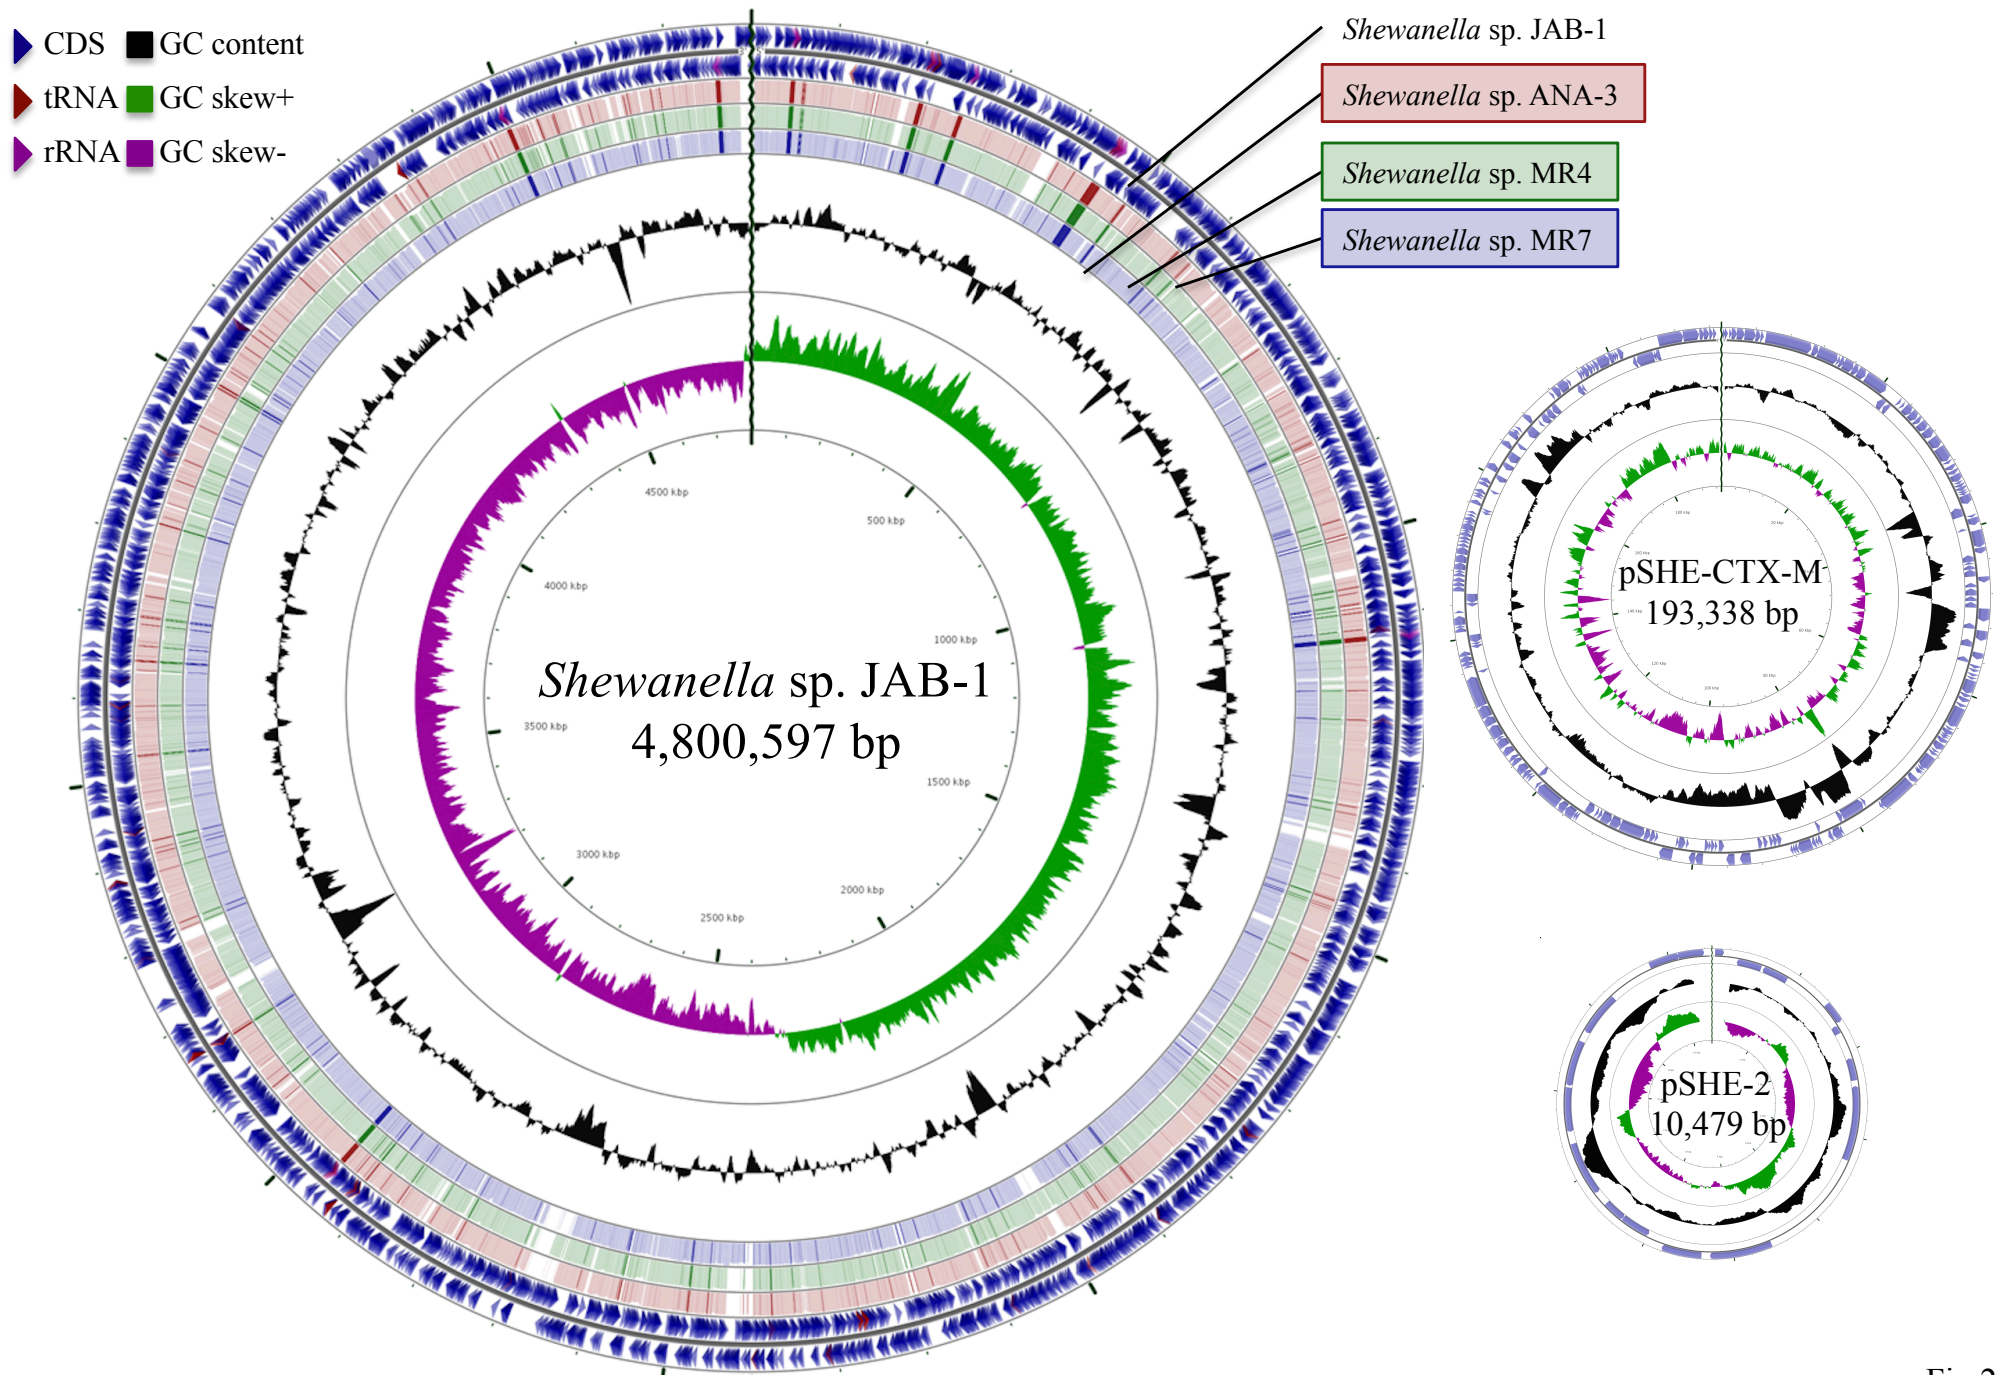 CDS GC content
tRNA GC skew+
rRNA GC skew-
Shewanella sp. JAB-1
Shewanella sp. ANA-3
Shewanella sp. MR4
Shewanella sp. MR7
4500 kbp
500 kbp
4000 kbp
1000 kbp
3500 kbp
1500 kbp
3000 kbp
2000 kbp
2500 kbp
Shewanella sp. JAB-1
4,800,597 bp
pSHE-CTX-M
193,338 bp
pSHE-2
10,479 bp